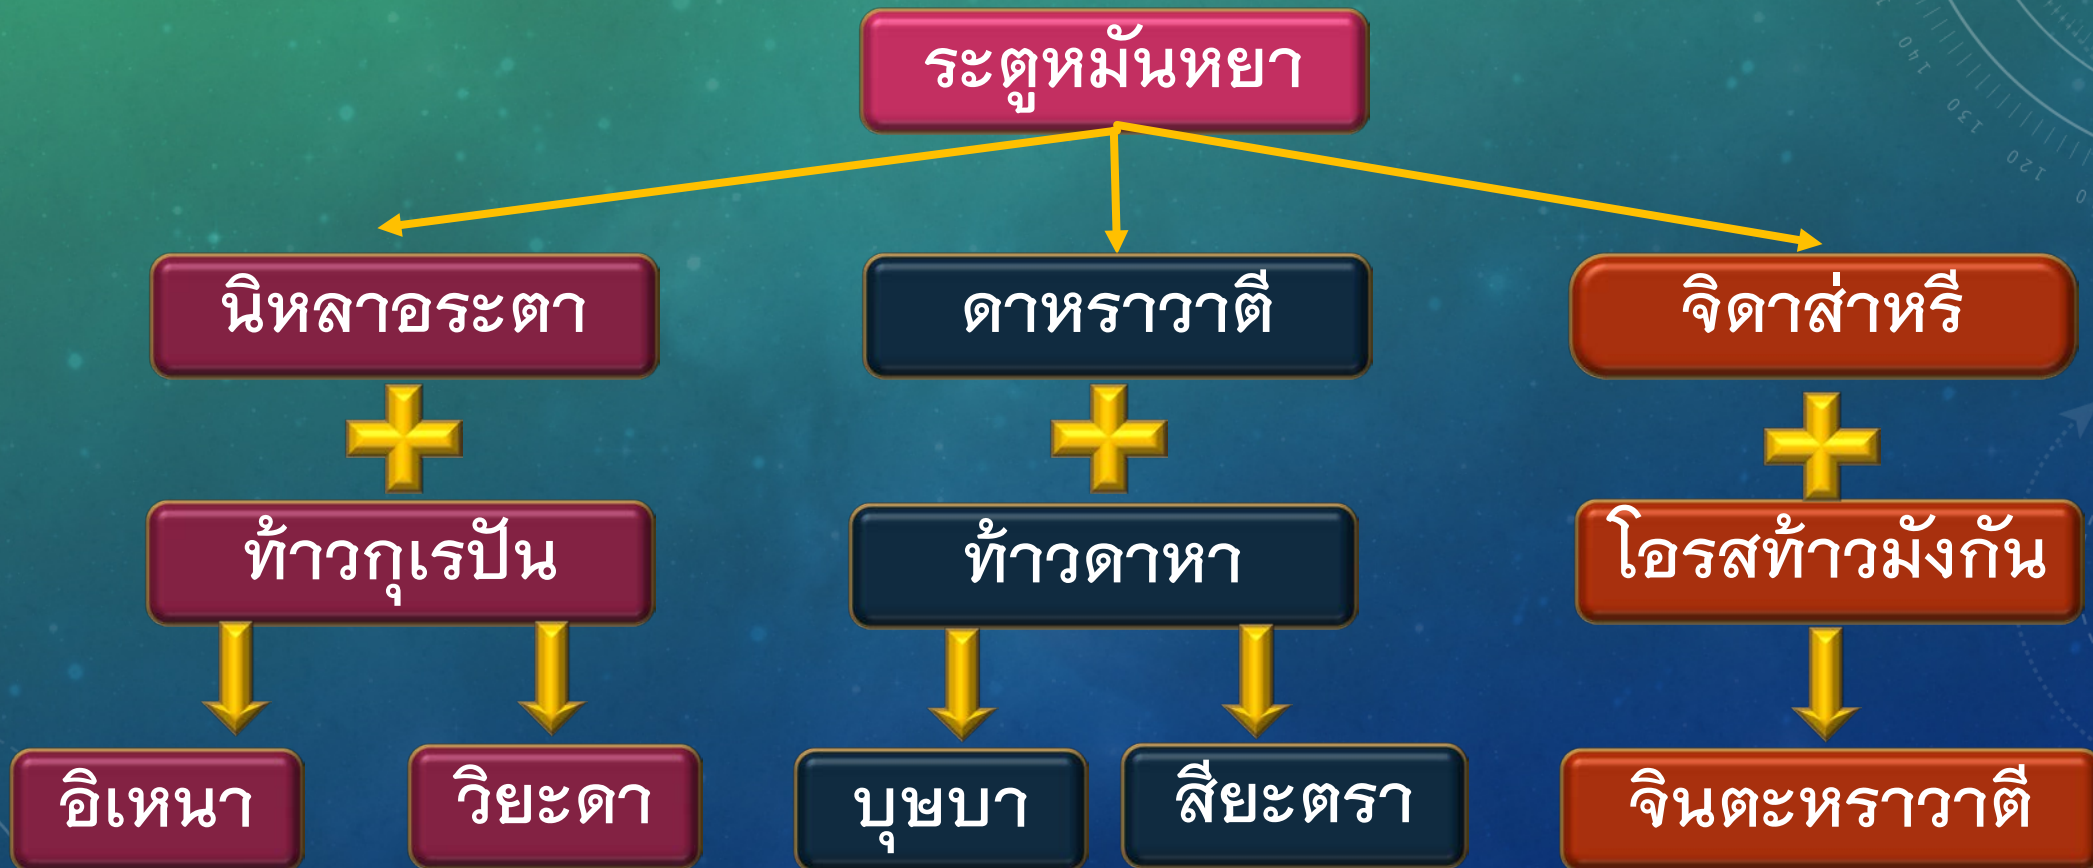 ระตูหมันหยา
นิหลาอระตา
ดาหราวาตี
จิดาส่าหรี
ท้าวกุเรปัน
ท้าวดาหา
โอรสท้าวมังกัน
อิเหนา
วิยะดา
บุษบา
สียะตรา
จินตะหราวาตี
140
130
120